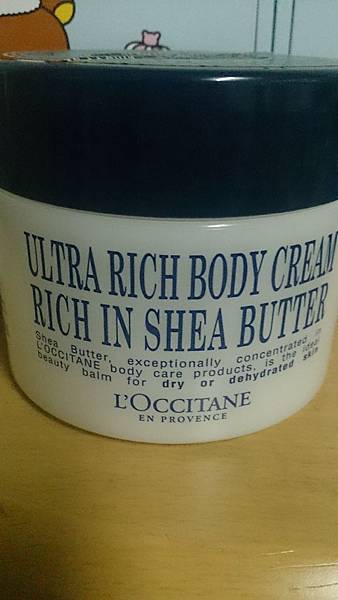 ULTRA RICH BODY CREAM
RICH IN SHEA BUTTER
Shea Butter, exceptionally concentrated in
L'OCCITANE body care products, is the ideal
beauty balm for dry or dehydrated skin
L'OCCITANE
EN PROVENCE